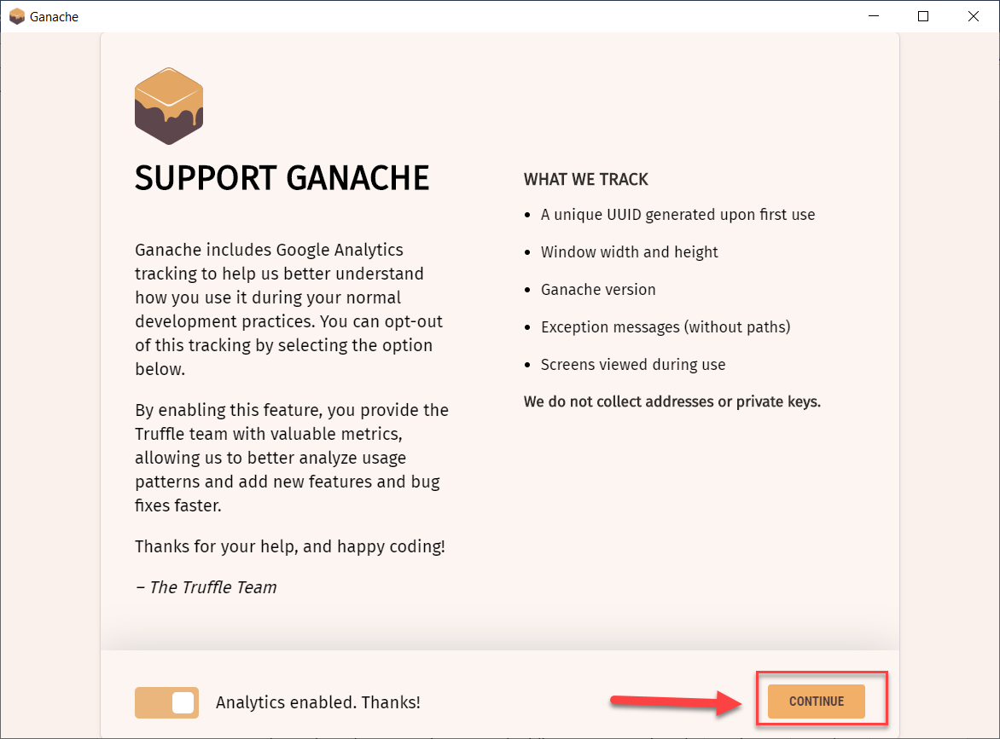 Ganache
SUPPORT GANACHE
Ganache includes Google Analytics
tracking to help us better understand
how you use it during your normal
development practices. You can opt-out
of this tracking by selecting the option
below.
By enabling this feature, you provide the
Truffle team with valuable metrics,
allowing us to better analyze usage
patterns and add new features and bug
fixes faster.
Thanks for your help, and happy coding!
– The Truffle Team
WHAT WE TRACK
• A unique UUID generated upon first use
• Window width and height
• Ganache version
• Exception messages (without paths)
• Screens viewed during use
We do not collect addresses or private keys.
Analytics enabled. Thanks!
CONTINUE